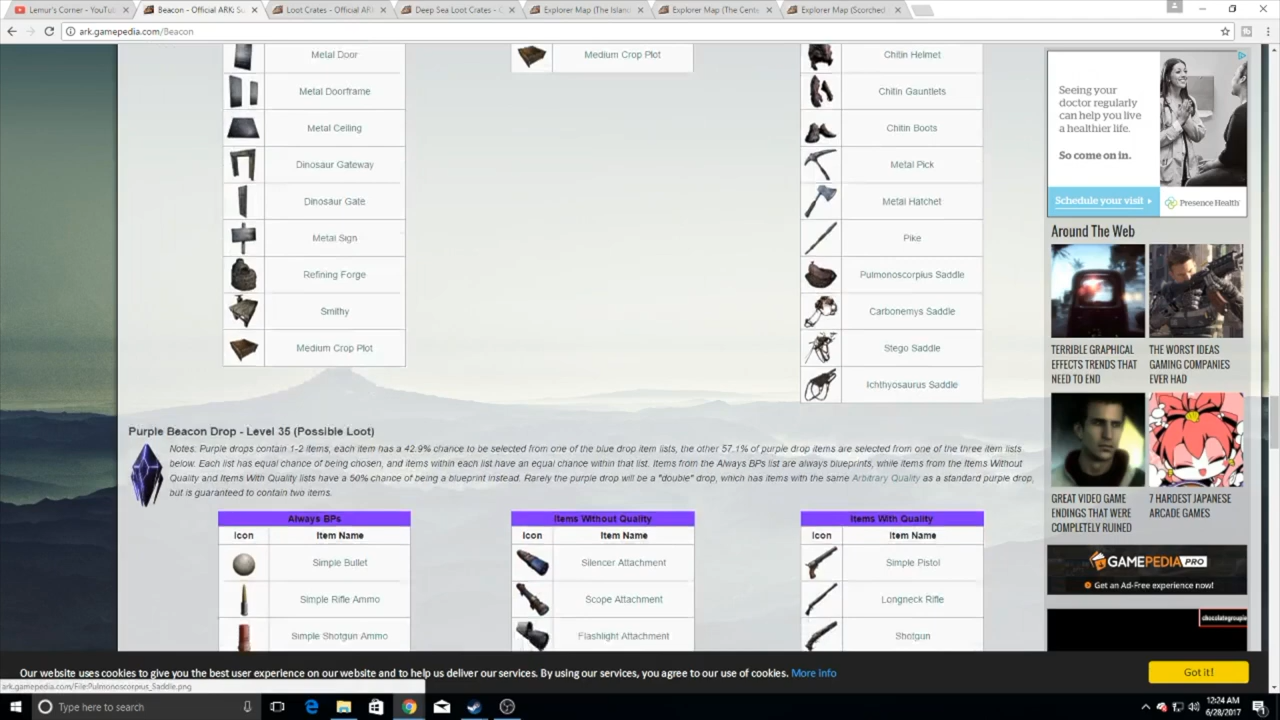 Lemur's Corner - YouTu
Beacon - Official ARK: S
Loot Crates - Official AR
Deep Sea Loot Crates -
Explorer Map (The Islan
Explorer Map (The Cente
Explorer Map (Scorched
ark.gamepedia.com/Beacon
Metal Door
Metal Doorframe
Metal Ceiling
Dinosaur Gateway
Dinosaur Gate
Metal Sign
Refining Forge
Smithy
Medium Crop Plot
Medium Crop Plot
Chitin Helmet
Chitin Gauntlets
Chitin Boots
Metal Pick
Metal Hatchet
Pike
Pulmonoscorpius Saddle
Carbonemys Saddle
Stego Saddle
Ichthyosaurus Saddle
Seeing your
doctor regularly
can help you live
a healthier life.
So come on in.
Schedule your visit
Presence Health
Around The Web
TERRIBLE GRAPHICAL
EFFECTS TRENDS THAT
NEED TO END
THE WORST IDEAS
GAMING COMPANIES
EVER HAD
GREAT VIDEO GAME
ENDINGS THAT WERE
COMPLETELY RUINED
7 HARDEST JAPANESE
ARCADE GAMES
GAMEPEDIA PRO
Get an Ad-Free experience now!
chocolategroupie
Purple Beacon Drop - Level 35 (Possible Loot)
Notes: Purple drops contain 1-2 items, each item has a 42.9% chance to be selected from one of the blue drop item lists, the other 57.1% of purple drop items are selected from one of the three item lists
below. Each list has equal chance of being chosen, and items within each list have an equal chance within that list. Items from the Always BPs list are always blueprints, while items from the Items Without
Quality and Items With Quality lists have a 50% chance of being a blueprint instead. Rarely the purple drop will be a "double" drop, which has items with the same Arbitrary Quality as a standard purple drop,
but is guaranteed to contain two items.
Always BPs
Icon Item Name
Simple Bullet
Simple Rifle Ammo
Simple Shotgun Ammo
Items Without Quality
Icon Item Name
Silencer Attachment
Scope Attachment
Flashlight Attachment
Items With Quality
Icon Item Name
Simple Pistol
Longneck Rifle
Shotgun
Our website uses cookies to give you the best user experience on our website and to help us deliver our services. By using our services, you agree to our use of cookies. More Info
Got it!
ark.gamepedia.com/File:Pulmonoscorpius_Saddle.png
Type here to search
12:24 AM
6/28/2017